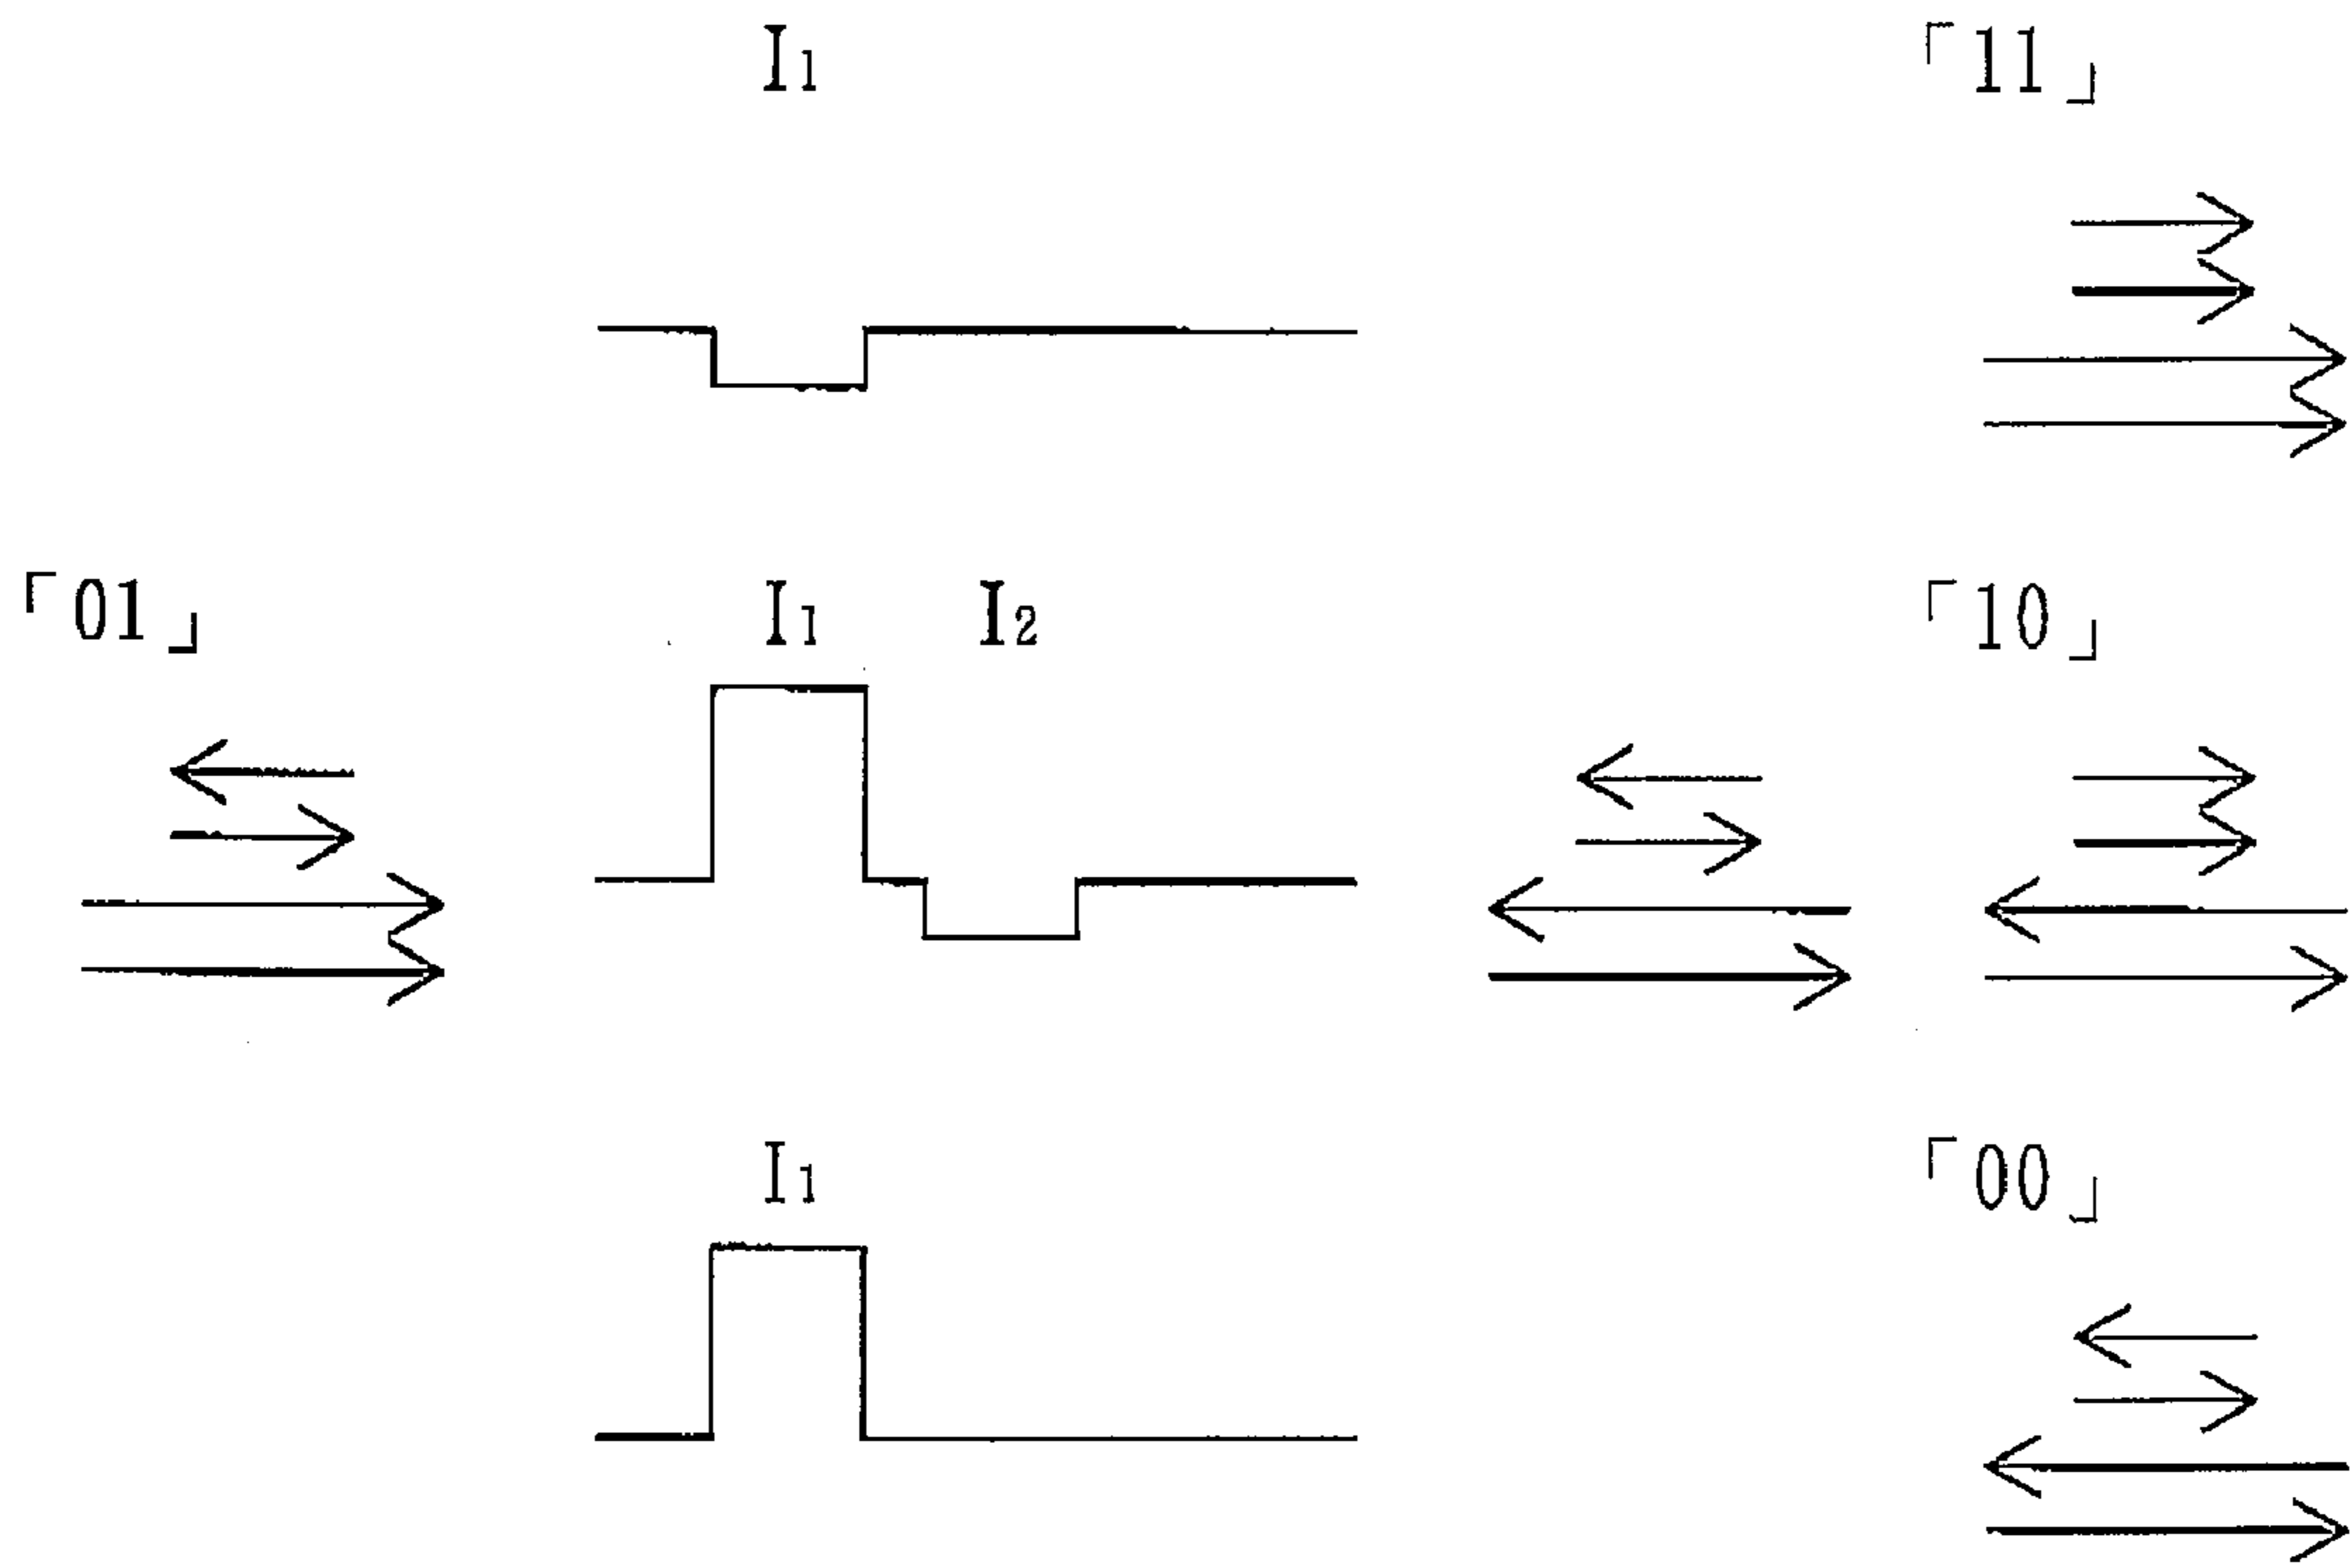 I₁ 「11」
「01」 I₁ I₂ 「10」
I₁ 「00」